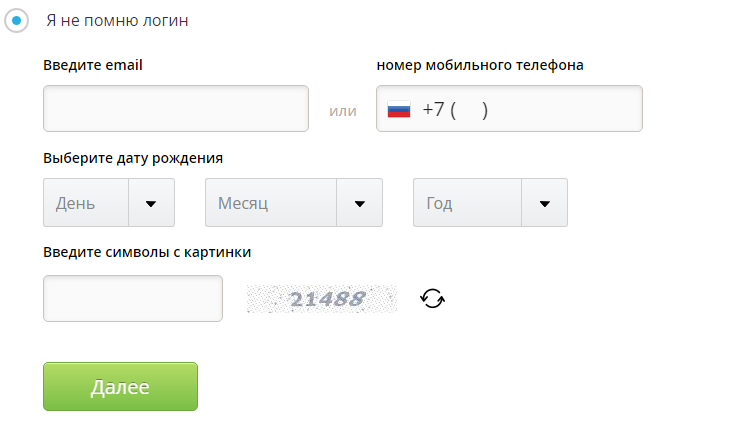 Я не помню логин
Введите email
номер мобильного телефона
или
+7 ( )
Выберите дату рождения
День
Месяц
Год
Введите символы с картинки
21488
Далее